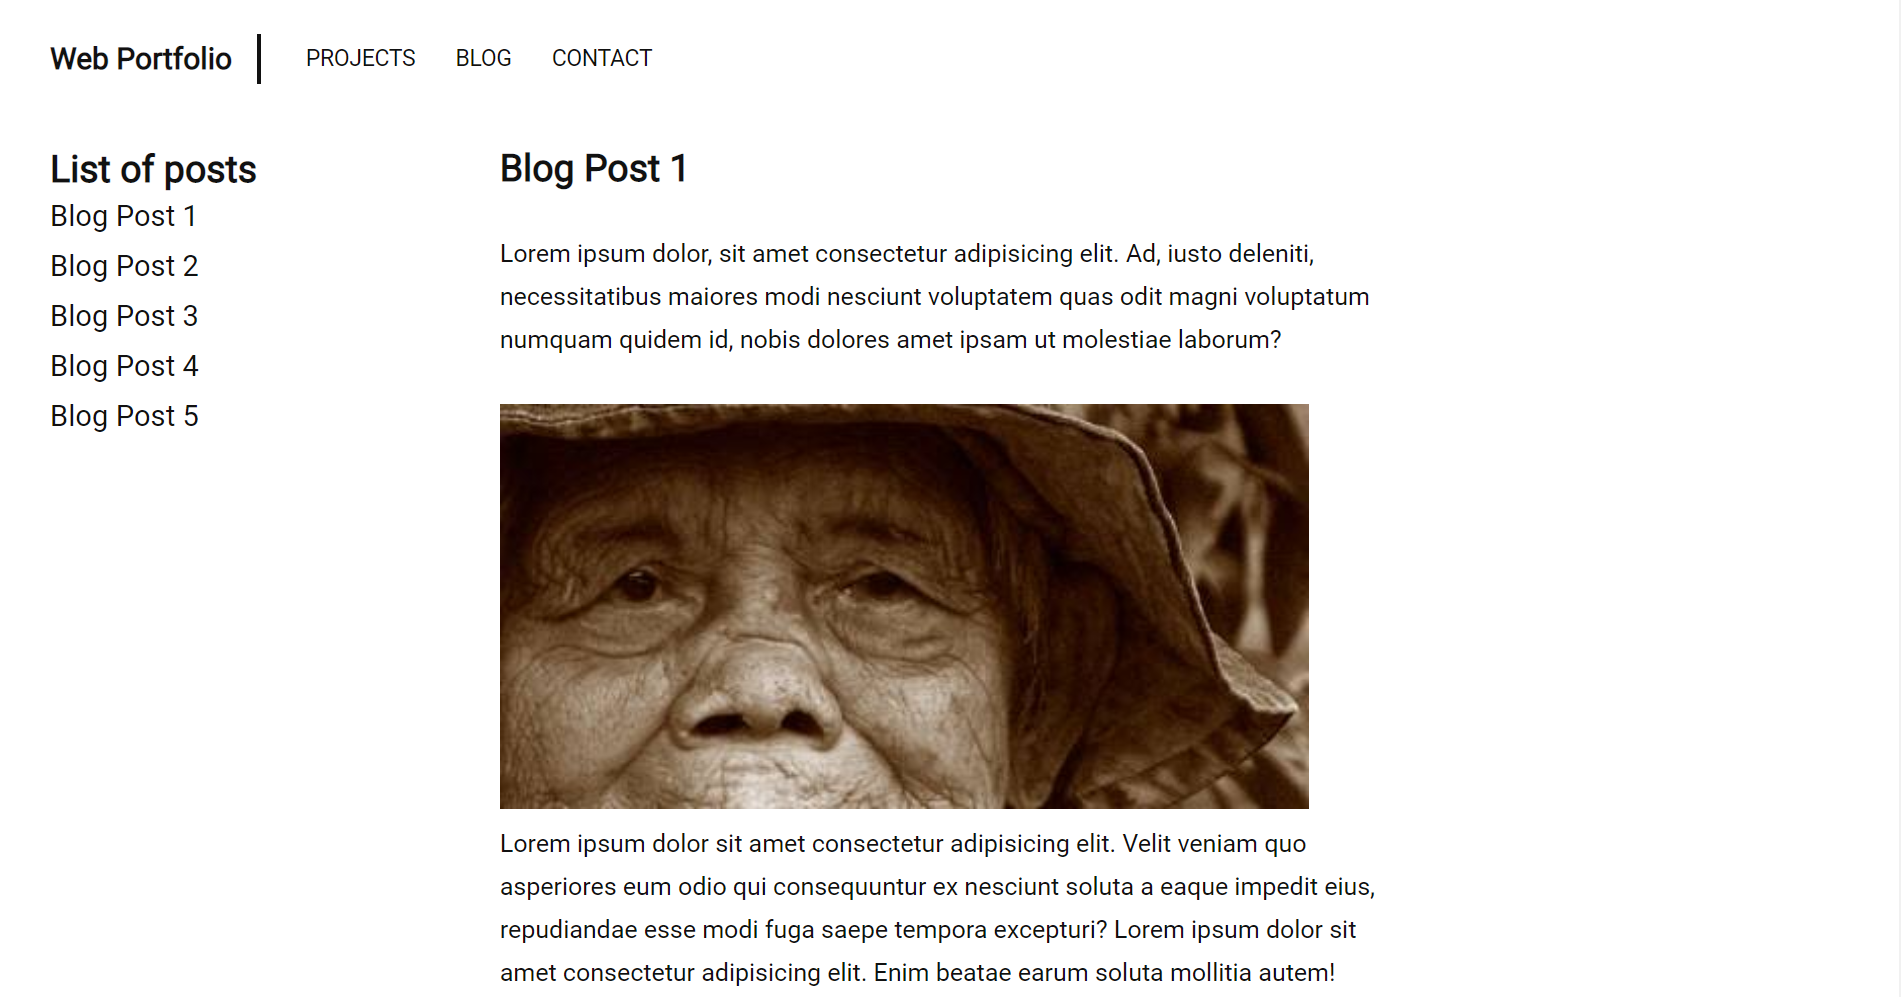 Web Portfolio
PROJECTS BLOG CONTACT
List of posts
Blog Post 1
Blog Post 2
Blog Post 3
Blog Post 4
Blog Post 5
Blog Post 1
Lorem ipsum dolor, sit amet consectetur adipisicing elit. Ad, iusto deleniti,
necessitatibus maiores modi nesciunt voluptatem quas odit magni voluptatum
numquam quidem id, nobis dolores amet ipsam ut molestiae laborum?
Lorem ipsum dolor sit amet consectetur adipisicing elit. Velit veniam quo
asperiores eum odio qui consequuntur ex nesciunt soluta a eaque impedit eius,
repudiandae esse modi fuga saepe tempora excepturi? Lorem ipsum dolor sit
amet consectetur adipisicing elit. Enim beatae earum soluta mollitia autem!